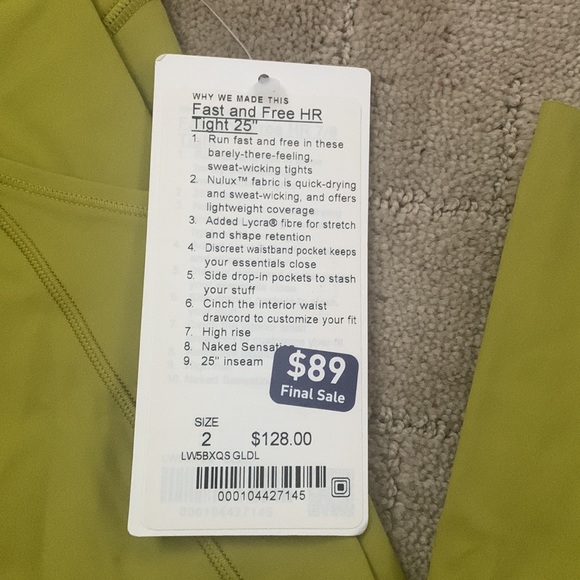 WHY WE MADE THIS
Fast and Free HR
Tight 25"
1. Run fast and free in these
barely-there-feeling,
sweat-wicking tights
2. Nulux™ fabric is quick-drying
and sweat-wicking, and offers
lightweight coverage
3. Added Lycra® fibre for stretch
and shape retention
4. Discreet waistband pocket keeps
your essentials close
5. Side drop-in pockets to stash
your stuff
6. Cinch the interior waist
drawcord to customize your fit
7. High rise
8. Naked Sensation
9. 25" inseam
$89
Final Sale
SIZE
2 $128.00
LW5BXQS GLDL
000104427145